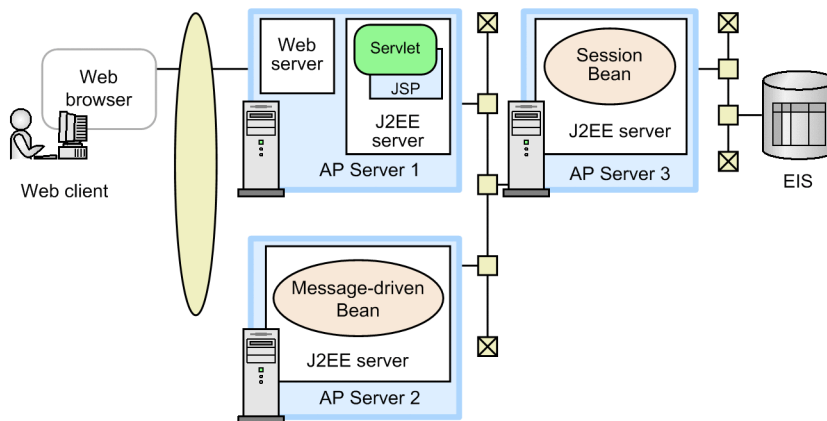 Web
browser
Web client
Web
server
Servlet
JSP
J2EE
server
AP Server 1
Session
Bean
J2EE server
AP Server 3
EIS
Message-driven
Bean
J2EE server
AP Server 2